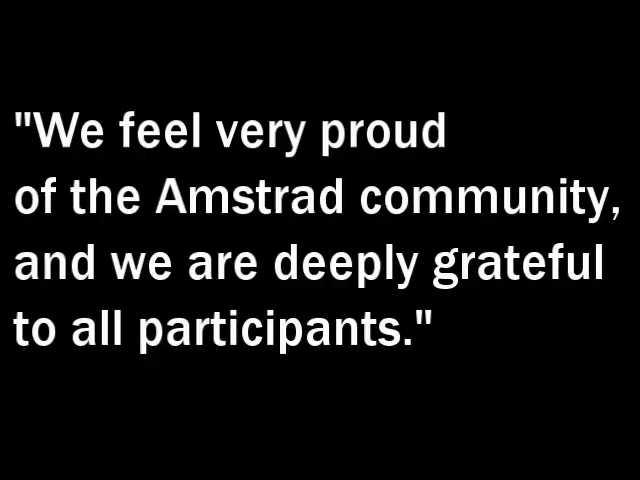 "We feel very proud
of the Amstrad community,
and we are deeply grateful
to all participants."